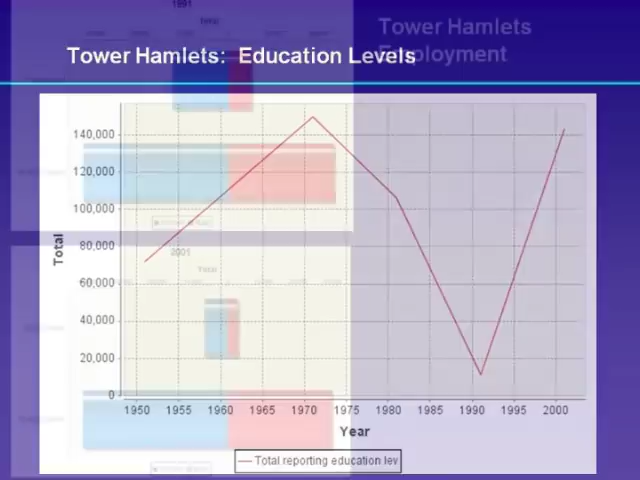 1991
Tower Hamlets
Employment
Tower Hamlets: Education Levels
140,000
120,000
100,000
80,000
60,000
40,000
20,000
0
Total
2001
Total
1950 1955 1960 1965 1970 1975 1980 1985 1990 1995 2000
Year
Total reporting education lev